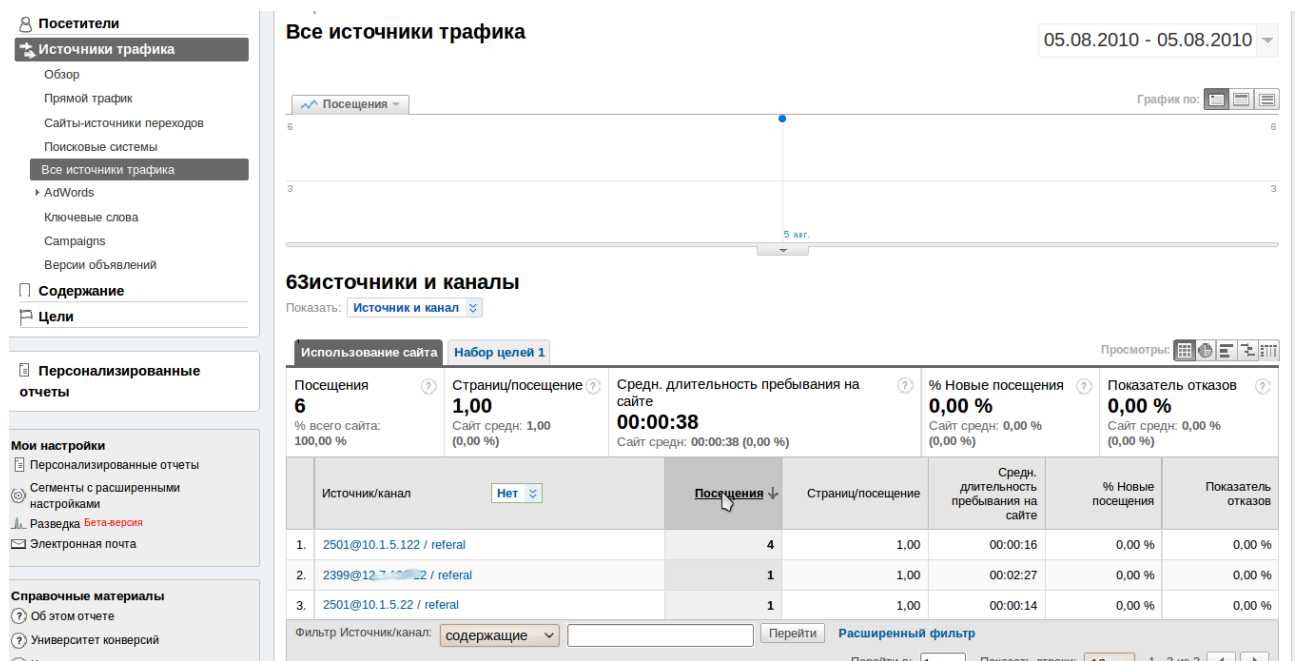 Посетители
Источники трафика
Обзор
Прямой трафик
Сайты-источники переходов
Поисковые системы
Все источники трафика
AdWords
Ключевые слова
Campaigns
Версии объявлений
Содержание
Цели
Персонализированные
отчеты
Мои настройки
Персонализированные отчеты
Сегменты с расширенными
настройками
Разведка Бета-версия
Электронная почта
Справочные материалы
Об этом отчете
Университет конверсий
Все источники трафика
05.08.2010 - 05.08.2010
Посещения
График по:
6 6
3 3
5 авг.
63источники и каналы
Показать: Источник и канал
Использование сайта Набор целей 1
Просмотры:
Посещения ?
6
% всего сайта:
100,00 %
Страниц/посещение ?
1,00
Сайт средн: 1,00
(0,00 %)
Средн. длительность пребывания на ?
сайте
00:00:38
Сайт средн: 00:00:38 (0,00 %)
% Новые посещения ?
0,00 %
Сайт средн: 0,00 %
(0,00 %)
Показатель отказов ?
0,00 %
Сайт средн: 0,00 %
(0,00 %)
Источник/канал Нет
Посещения
Страниц/посещение
Средн.
длительность
пребывания на
сайте
% Новые
посещения
Показатель
отказов
1. 2501@10.1.5.122 / referal 4 1,00 00:00:16 0,00 % 0,00 %
2. / referal 1 1,00 00:02:27 0,00 % 0,00 %
3. 2501@10.1.5.22 / referal 1 1,00 00:00:14 0,00 % 0,00 %
Фильтр Источник/канал: содержащие Перейти Расширенный фильтр